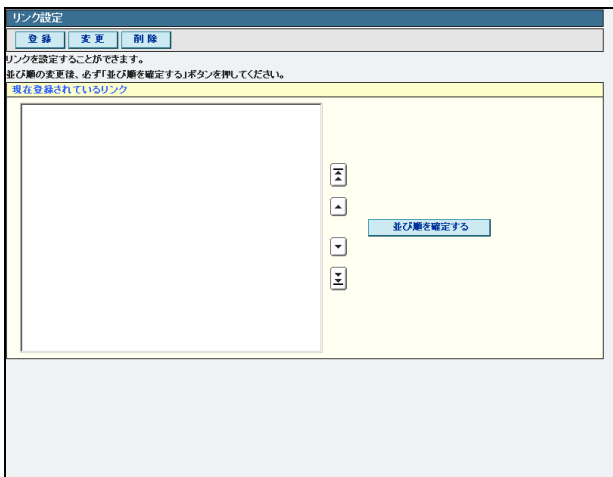 リンク設定
登録 変更 削除
リンクを設定することができます。
並び順の変更後、必ず「並び順を確定する」ボタンを押してください。
現在登録されているリンク
並び順を確定する